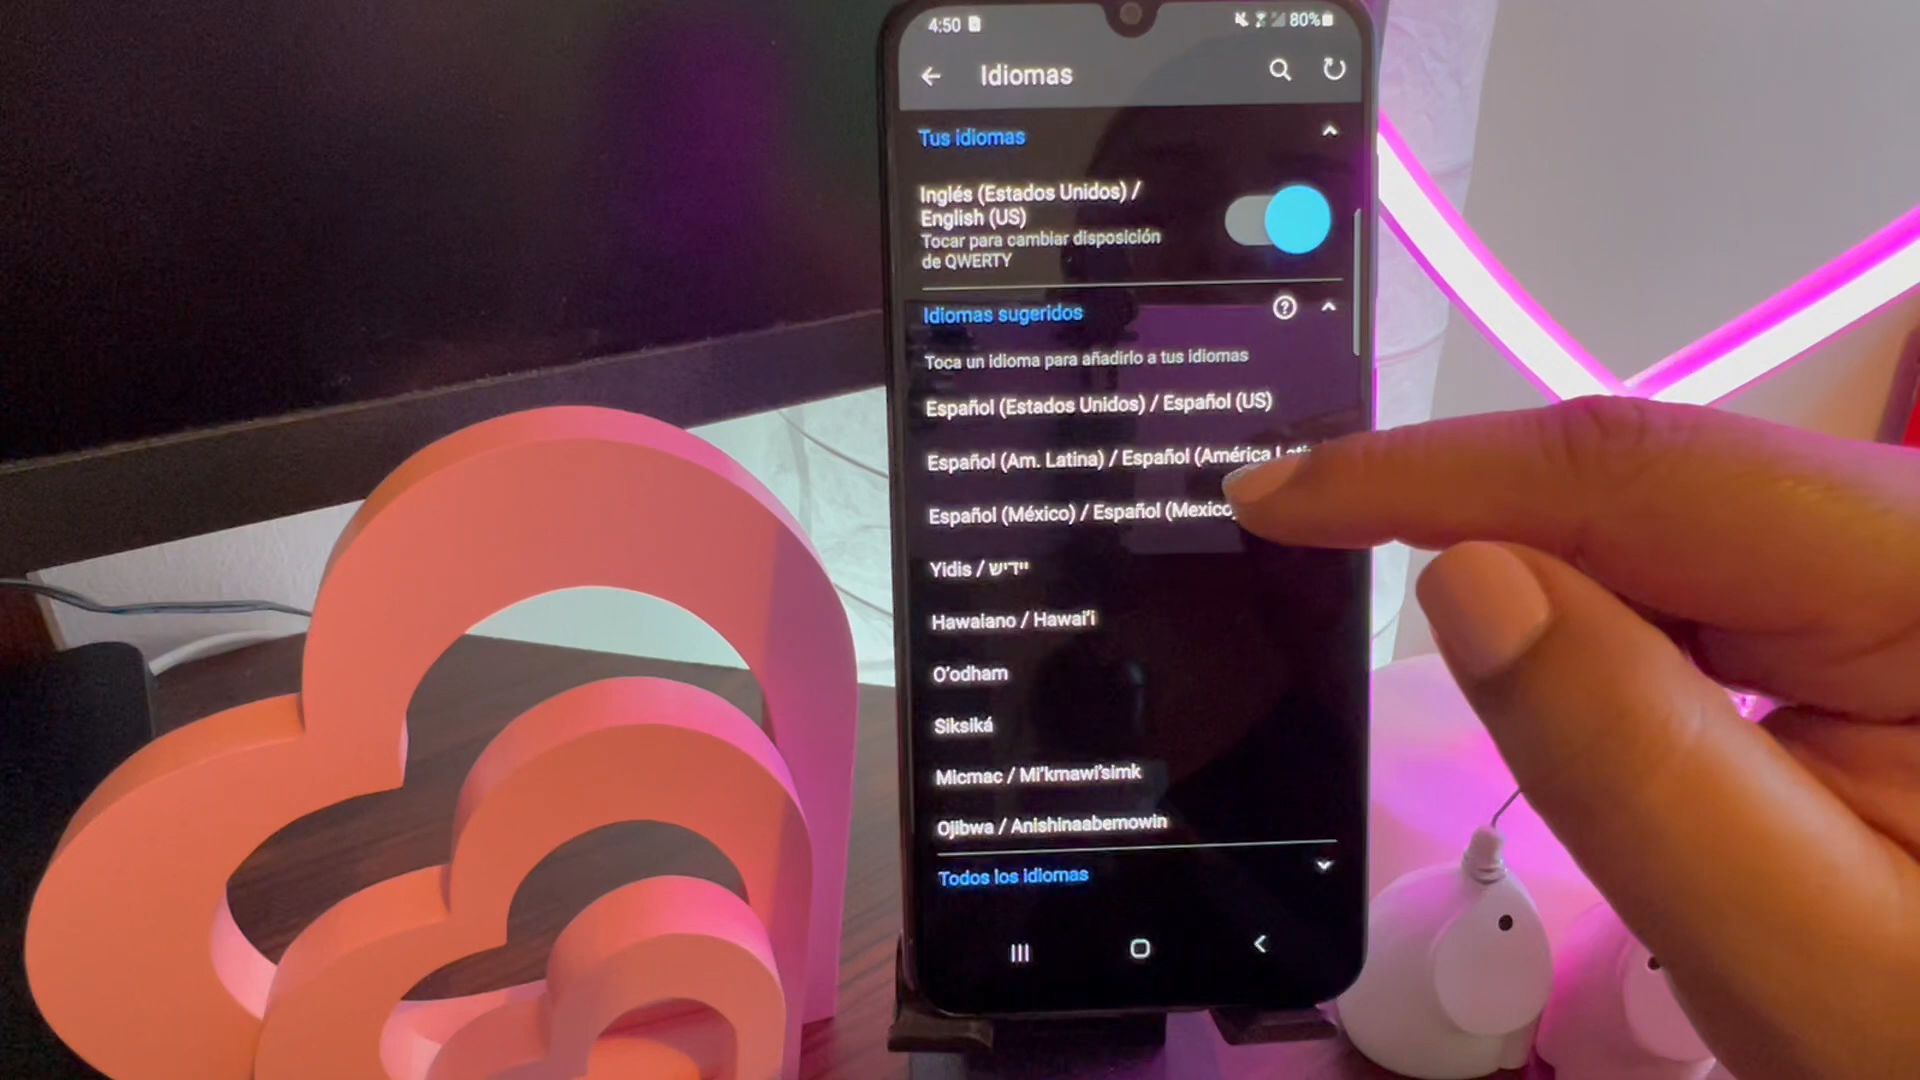 4:50
80%
Idiomas
Tus idiomas
Inglés (Estados Unidos) /
English (US)
Tocar para cambiar disposición
de QWERTY
Idiomas sugeridos
Toca un idioma para añadirlo a tus idiomas
Español (Estados Unidos) / Español (US)
Español (Am. Latina) / Español (América
Español (México) / Español (Mexico)
Yidis / ייִדיש
Hawaiano / Hawai'i
O'odham
Siksiká
Micmac / Mi'kmawi'simk
Ojibwa / Anishinaabemowin
Todos los idiomas